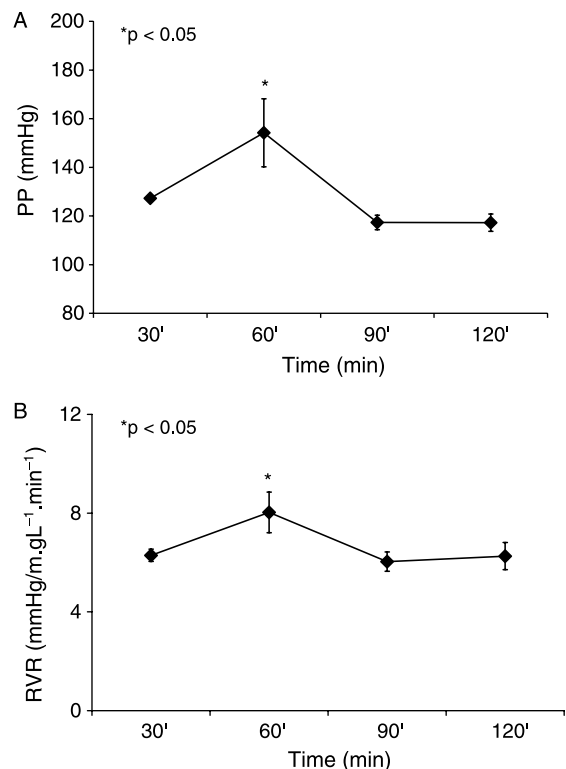 A
*p < 0.05
200
180
160
140
120
100
80
PP (mmHg)
*
30' 60' 90' 120'
Time (min)
B
*p < 0.05
12
8
4
0
RVR (mmHg/m.gL⁻¹.min⁻¹)
*
30' 60' 90' 120'
Time (min)